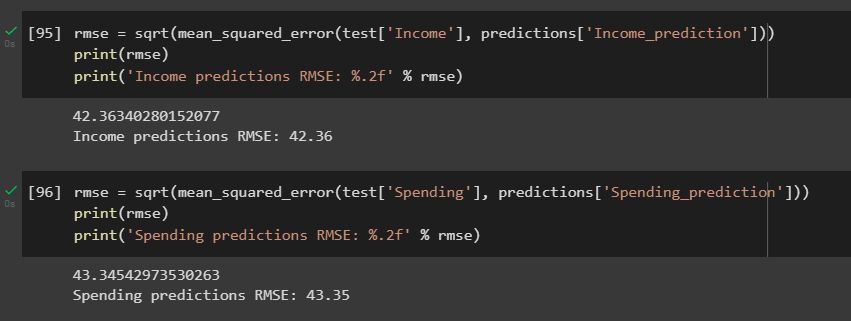 [95] rmse = sqrt(mean_squared_error(test['Income'], predictions['Income_prediction']))
0s
print(rmse)
print('Income predictions RMSE: %.2f' % rmse)
42.36340280152077
Income predictions RMSE: 42.36
[96] rmse = sqrt(mean_squared_error(test['Spending'], predictions['Spending_prediction']))
0s
print(rmse)
print('Spending predictions RMSE: %.2f' % rmse)
43.34542973530263
Spending predictions RMSE: 43.35